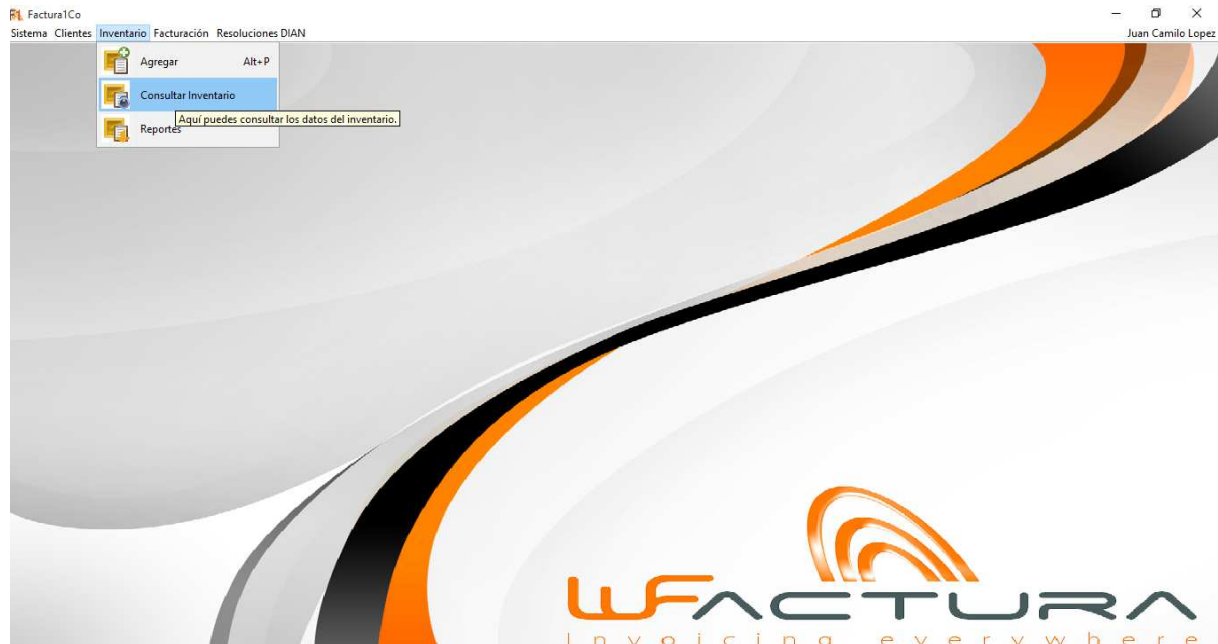 Factura1Co
Sistema Clientes Inventario Facturación Resoluciones DIAN Juan Camilo Lopez
Agregar Alt+P
Consultar Inventario
Aquí puedes consultar los datos del inventario.
Reportes
WFACTURA
Invoicing everywhere